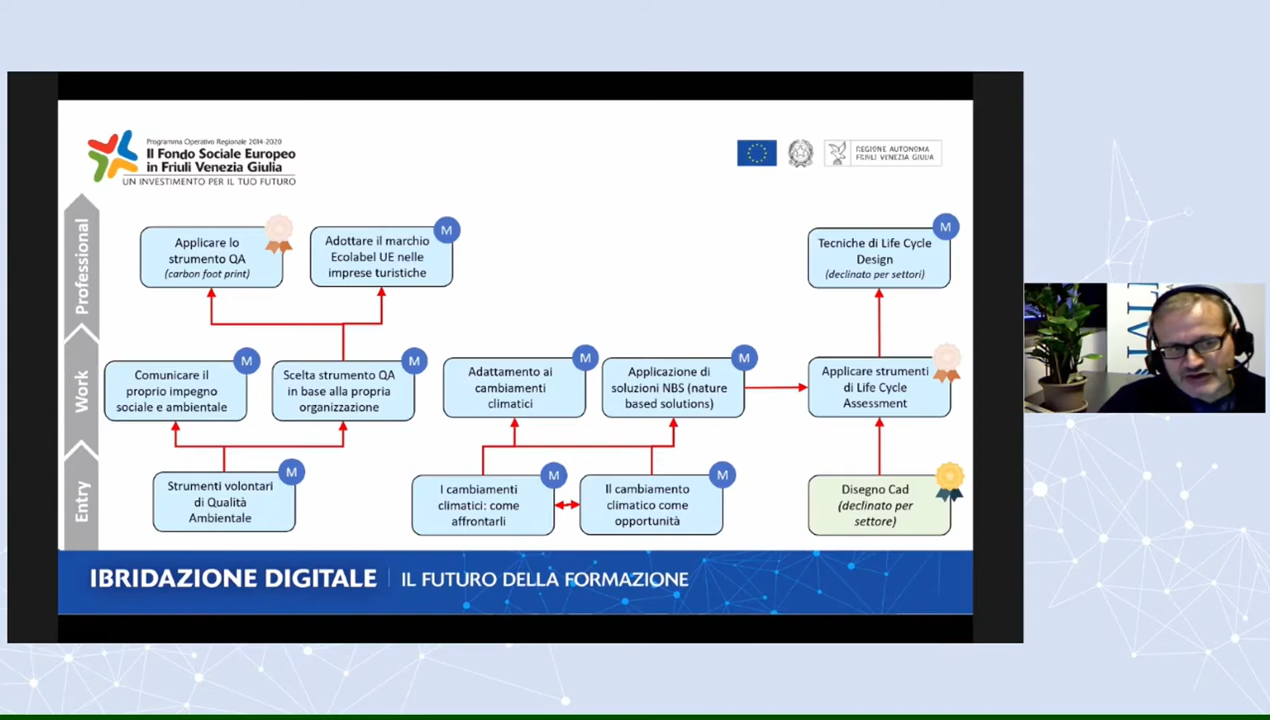 Programma Operativo Regionale 2014-2020
Il Fondo Sociale Europeo
in Friuli Venezia Giulia
UN INVESTIMENTO PER IL TUO FUTURO
REGIONE AUTONOMA
FRIULI VENEZIA GIULIA
Professional
Applicare lo
strumento QA
(carbon foot print)
M
Adottare il marchio
Ecolabel UE nelle
imprese turistiche
M
Tecniche di Life Cycle
Design
(declinato per settori)
Work
M
Comunicare il
proprio impegno
sociale e ambientale
M
Scelta strumento QA
in base alla propria
organizzazione
M
Adattamento ai
cambiamenti
climatici
M
Applicazione di
soluzioni NBS (nature
based solutions)
Applicare strumenti
di Life Cycle
Assessment
Entry
M
Strumenti volontari
di Qualità
Ambientale
M
I cambiamenti
climatici: come
affrontarli
M
Il cambiamento
climatico come
opportunità
Disegno Cad
(declinato per
settore)
IBRIDAZIONE DIGITALE | IL FUTURO DELLA FORMAZIONE